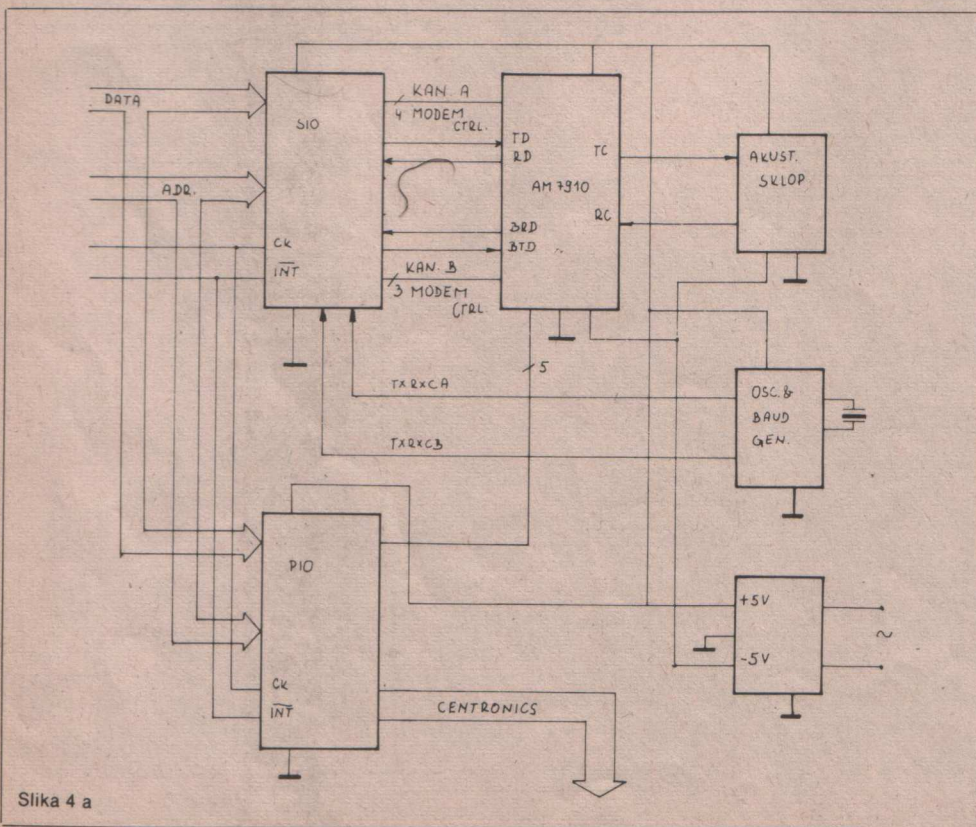 DATA
ADR.
SIO
CK
INT
KAN. A
4 MODEM
CTRL.
TD
RD
BRD
BTD
KAN. B
3 MODEM
CTRL.
AM 7910
TC
RC
AKUST.
SKLOP.
5
TXRXCA
TXRXCB
OSC. &
BAUD
GEN.
PIO
CK
INT
CENTRONICS
+5V
-5V
~
Slika 4 a